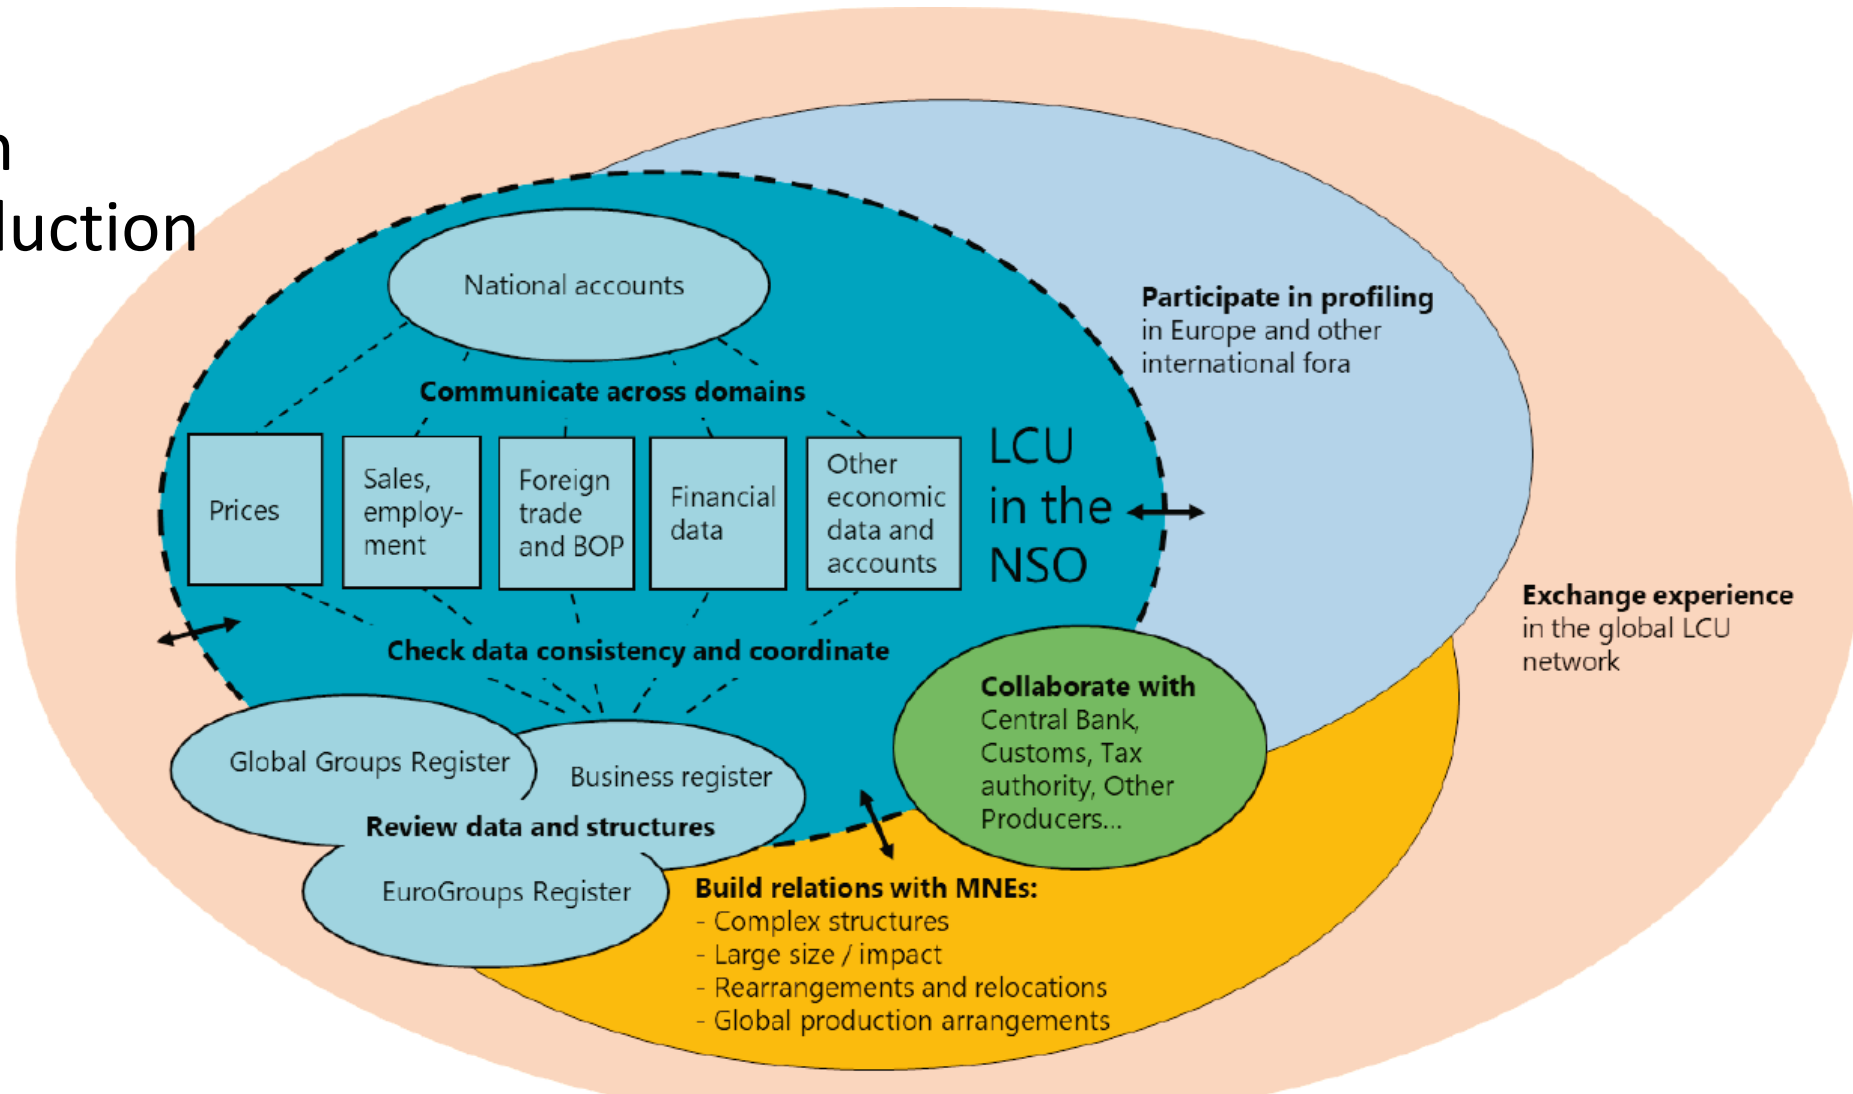 n
luction
National accounts
Communicate across domains
Prices
Sales,
employ-
ment
Foreign
trade
and BOP
Financial
data
Other
economic
data and
accounts
LCU
in the
NSO
Participate in profiling
in Europe and other
international fora
Exchange experience
in the global LCU
network
Check data consistency and coordinate
Collaborate with
Central Bank,
Customs, Tax
authority, Other
Producers...
Global Groups Register
Business register
Review data and structures
EuroGroups Register
Build relations with MNEs:
- Complex structures
- Large size / impact
- Rearrangements and relocations
- Global production arrangements